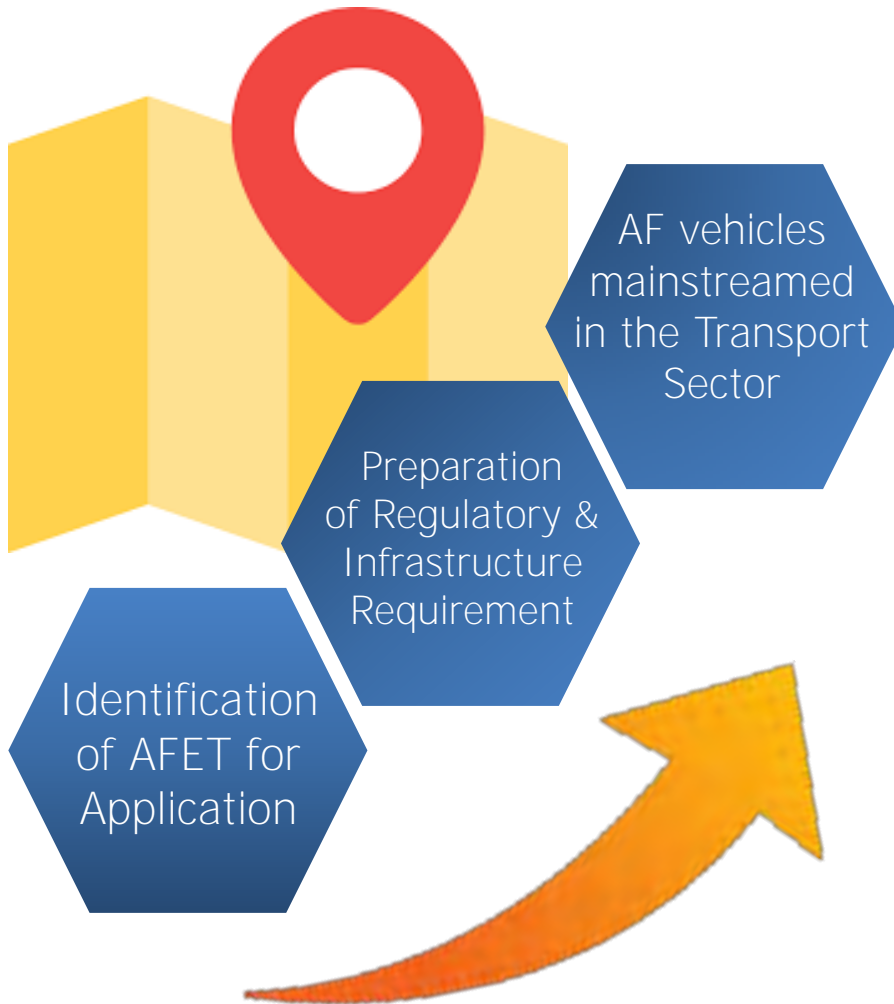 AF vehicles
mainstreamed
in the Transport
Sector
Preparation
of Regulatory &
Infrastructure
Requirement
Identification
of AFET for
Application